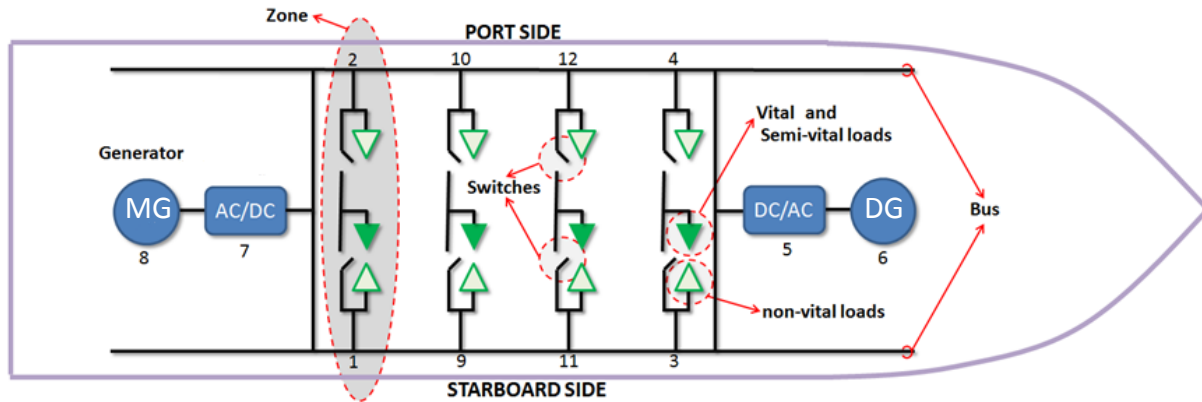 Zone
PORT SIDE
2
10
12
4
Vital and
Semi-vital loads
Generator
Switches
MG
AC/DC
DC/AC
DG
Bus
8
7
5
6
non-vital loads
1
9
11
3
STARBOARD SIDE